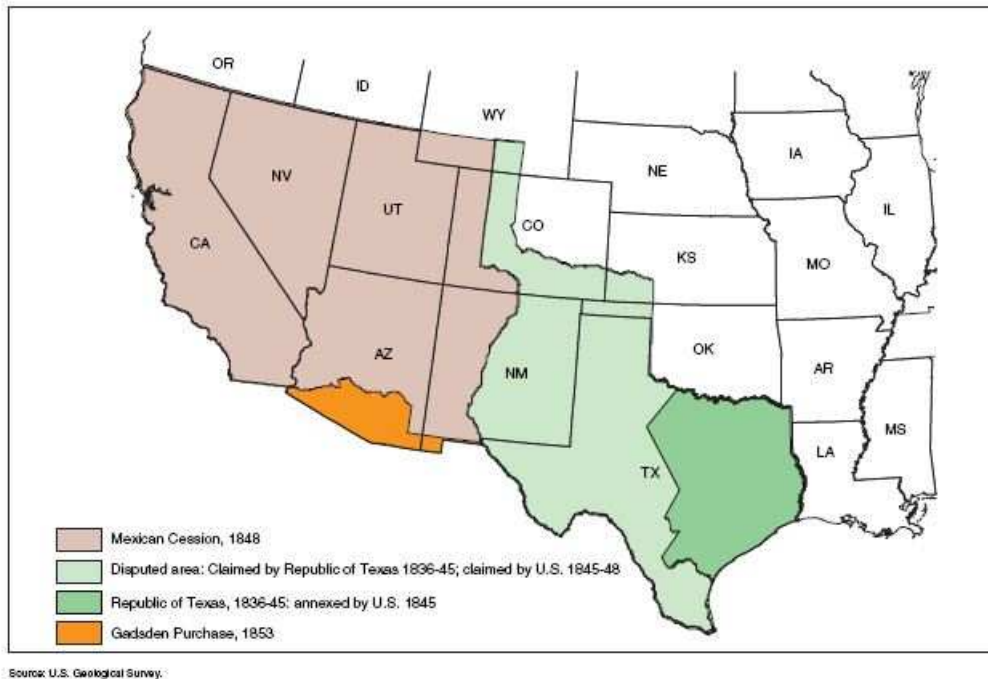 OR
ID
WY
IA
NE
NV
IL
UT
CO
CA
KS
MO
AZ
OK
AR
NM
MS
LA
TX
Mexican Cession, 1848
Disputed area: Claimed by Republic of Texas 1836-45; claimed by U.S. 1845-48
Republic of Texas, 1836-45: annexed by U.S. 1845
Gadsden Purchase, 1853
Source: U.S. Geological Survey.